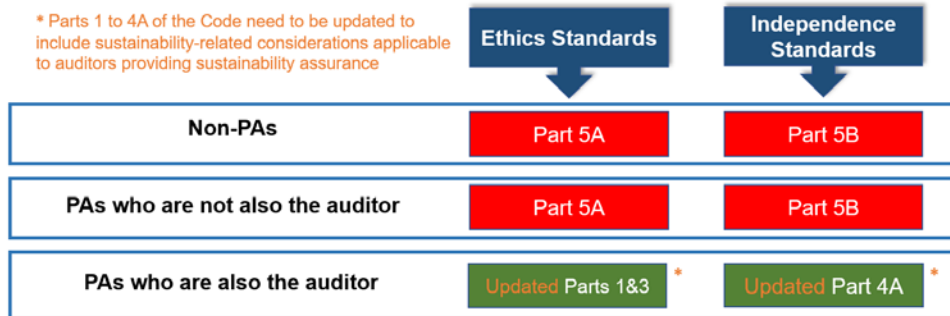 * Parts 1 to 4A of the Code need to be updated to
include sustainability-related considerations applicable
to auditors providing sustainability assurance
Ethics Standards
Independence
Standards
Non-PAs
Part 5A
Part 5B
PAs who are not also the auditor
Part 5A
Part 5B
PAs who are also the auditor
Updated Parts 1&3 *
Updated Part 4A *